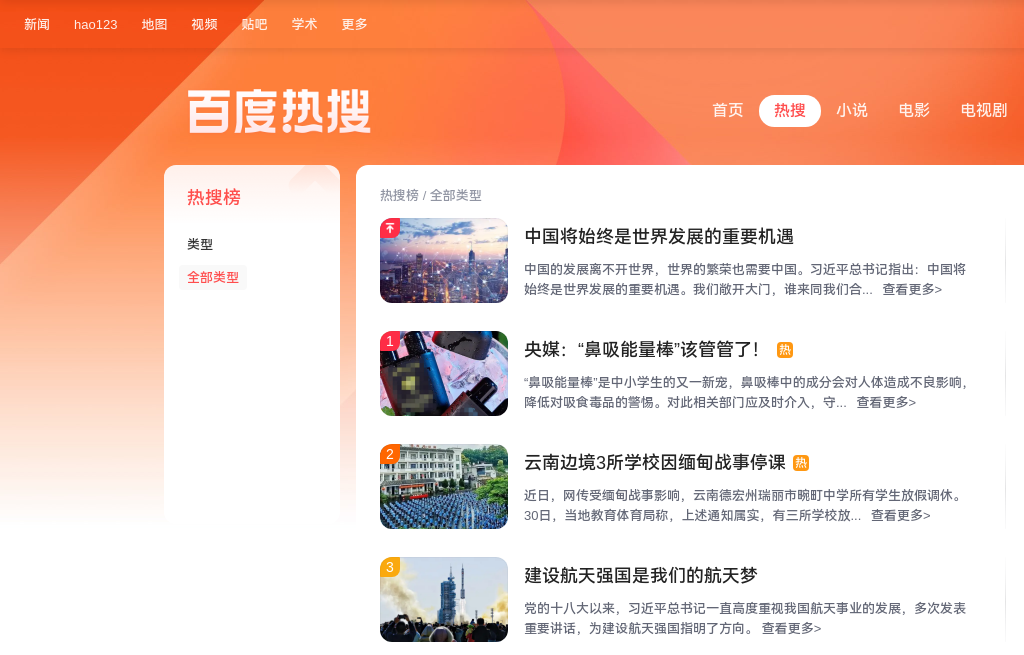 新闻 hao123 地图 视频 贴吧 学术 更多
百度热搜
首页 热搜 小说 电影 电视剧
热搜榜
类型
全部类型
热搜榜 / 全部类型
中国将始终是世界发展的重要机遇
中国的发展离不开世界，世界的繁荣也需要中国。习近平总书记指出：中国将
始终是世界发展的重要机遇。我们敞开大门，谁来同我们合... 查看更多>
1
央媒：“鼻吸能量棒”该管管了！ 热
“鼻吸能量棒”是中小学生的又一新宠，鼻吸棒中的成分会对人体造成不良影响，
降低对吸食毒品的警惕。对此相关部门应及时介入，守... 查看更多>
2
云南边境3所学校因缅甸战事停课 热
近日，网传受缅甸战事影响，云南德宏州瑞丽市畹町中学所有学生放假调休。
30日，当地教育体育局称，上述通知属实，有三所学校放... 查看更多>
3
建设航天强国是我们的航天梦
党的十八大以来，习近平总书记一直高度重视我国航天事业的发展，多次发表
重要讲话，为建设航天强国指明了方向。 查看更多>